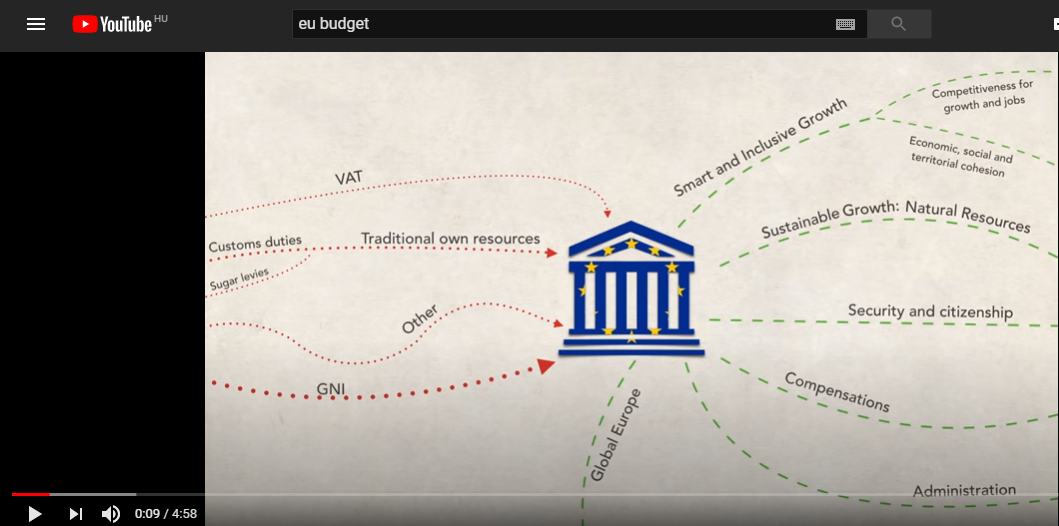 YouTube HU
eu budget
Competitiveness for
growth and jobs
Smart and Inclusive Growth
Economic, social and
territorial cohesion
VAT
Sustainable Growth: Natural Resources
Customs duties
Traditional own resources
Sugar levies
Other
Security and citizenship
GNI
Compensations
Global Europe
Administration
0:09 / 4:58